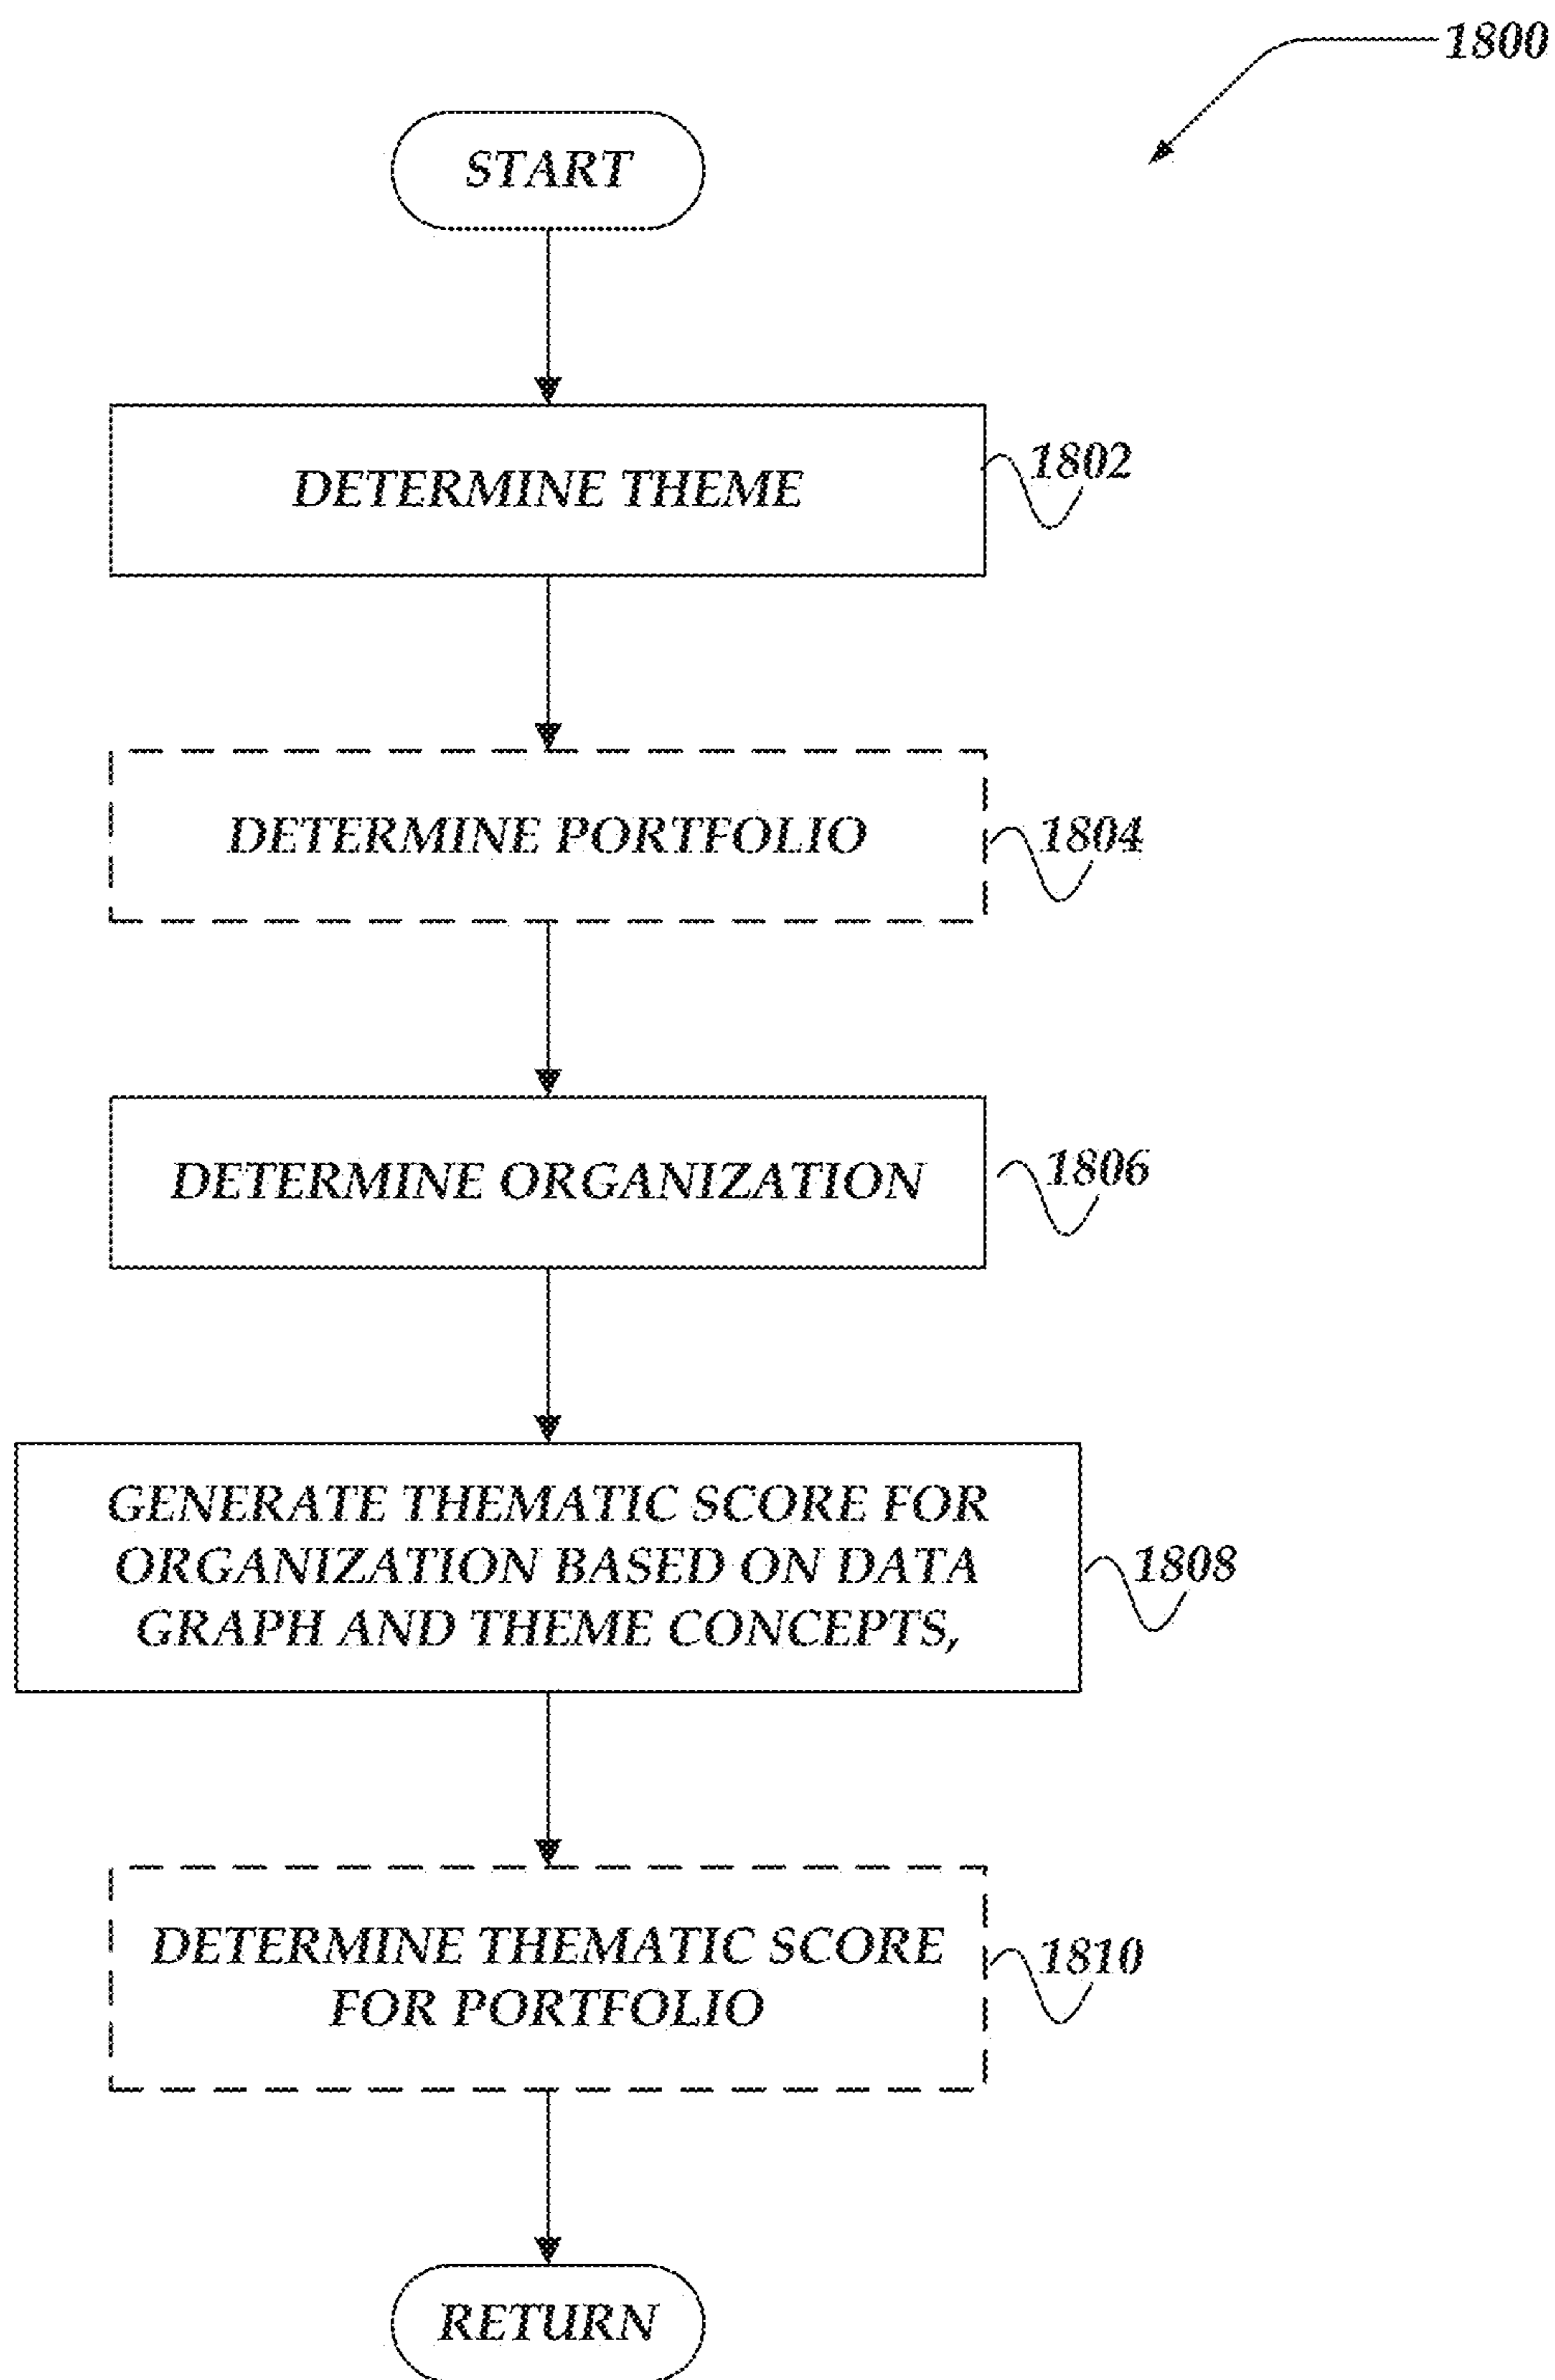 1800
START
DETERMINE THEME
1802
DETERMINE PORTFOLIO
1804
DETERMINE ORGANIZATION
1806
GENERATE THEMATIC SCORE FOR
ORGANIZATION BASED ON DATA
GRAPH AND THEME CONCEPTS,
1808
DETERMINE THEMATIC SCORE
FOR PORTFOLIO
1810
RETURN